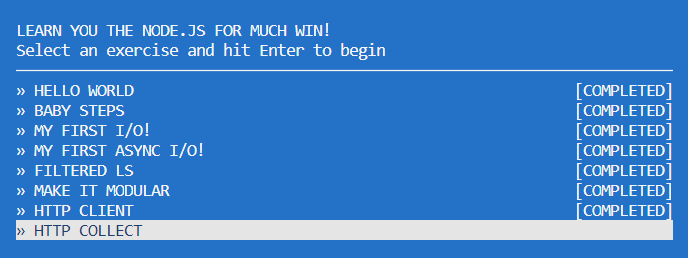 LEARN YOU THE NODE.JS FOR MUCH WIN!
Select an exercise and hit Enter to begin
» HELLO WORLD [COMPLETED]
» BABY STEPS [COMPLETED]
» MY FIRST I/O! [COMPLETED]
» MY FIRST ASYNC I/O! [COMPLETED]
» FILTERED LS [COMPLETED]
» MAKE IT MODULAR [COMPLETED]
» HTTP CLIENT [COMPLETED]
» HTTP COLLECT